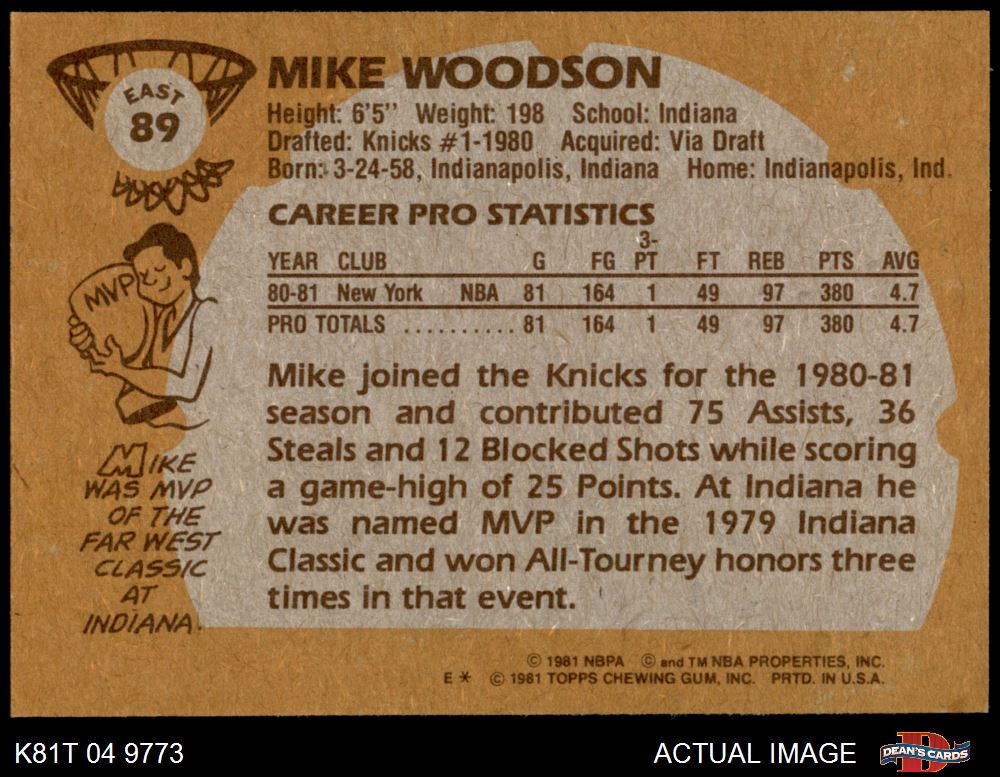 EAST
89
MIKE WOODSON
Height: 6'5" Weight: 198 School: Indiana
Drafted: Knicks #1-1980 Acquired: Via Draft
Born: 3-24-58, Indianapolis, Indiana Home: Indianapolis, Ind.
CAREER PRO STATISTICS
YEAR CLUB G FG 3-PT FT REB PTS AVG
80-81 New York NBA 81 164 1 49 97 380 4.7
PRO TOTALS .......... 81 164 1 49 97 380 4.7
MVP
Mike joined the Knicks for the 1980-81
season and contributed 75 Assists, 36
Steals and 12 Blocked Shots while scoring
a game-high of 25 Points. At Indiana he
was named MVP in the 1979 Indiana
Classic and won All-Tourney honors three
times in that event.
MIKE
WAS MVP
OF THE
FAR WEST
CLASSIC
AT
INDIANA.
© 1981 NBPA © and TM NBA PROPERTIES, INC.
E * © 1981 TOPPS CHEWING GUM, INC. PRTD. IN U.S.A.
K81T 04 9773
ACTUAL IMAGE
DEAN'S CARDS